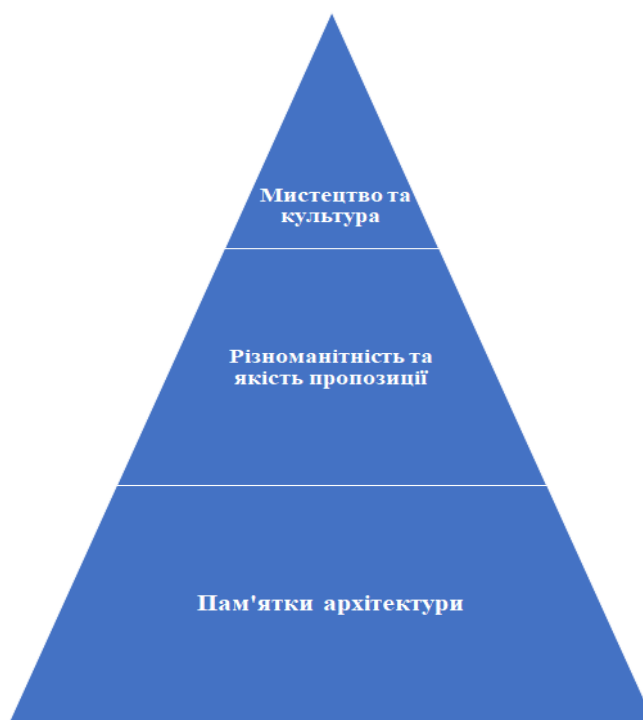 Мистецтво та
культура
Різноманітність та
якість пропозиції
Пам'ятки архітектури